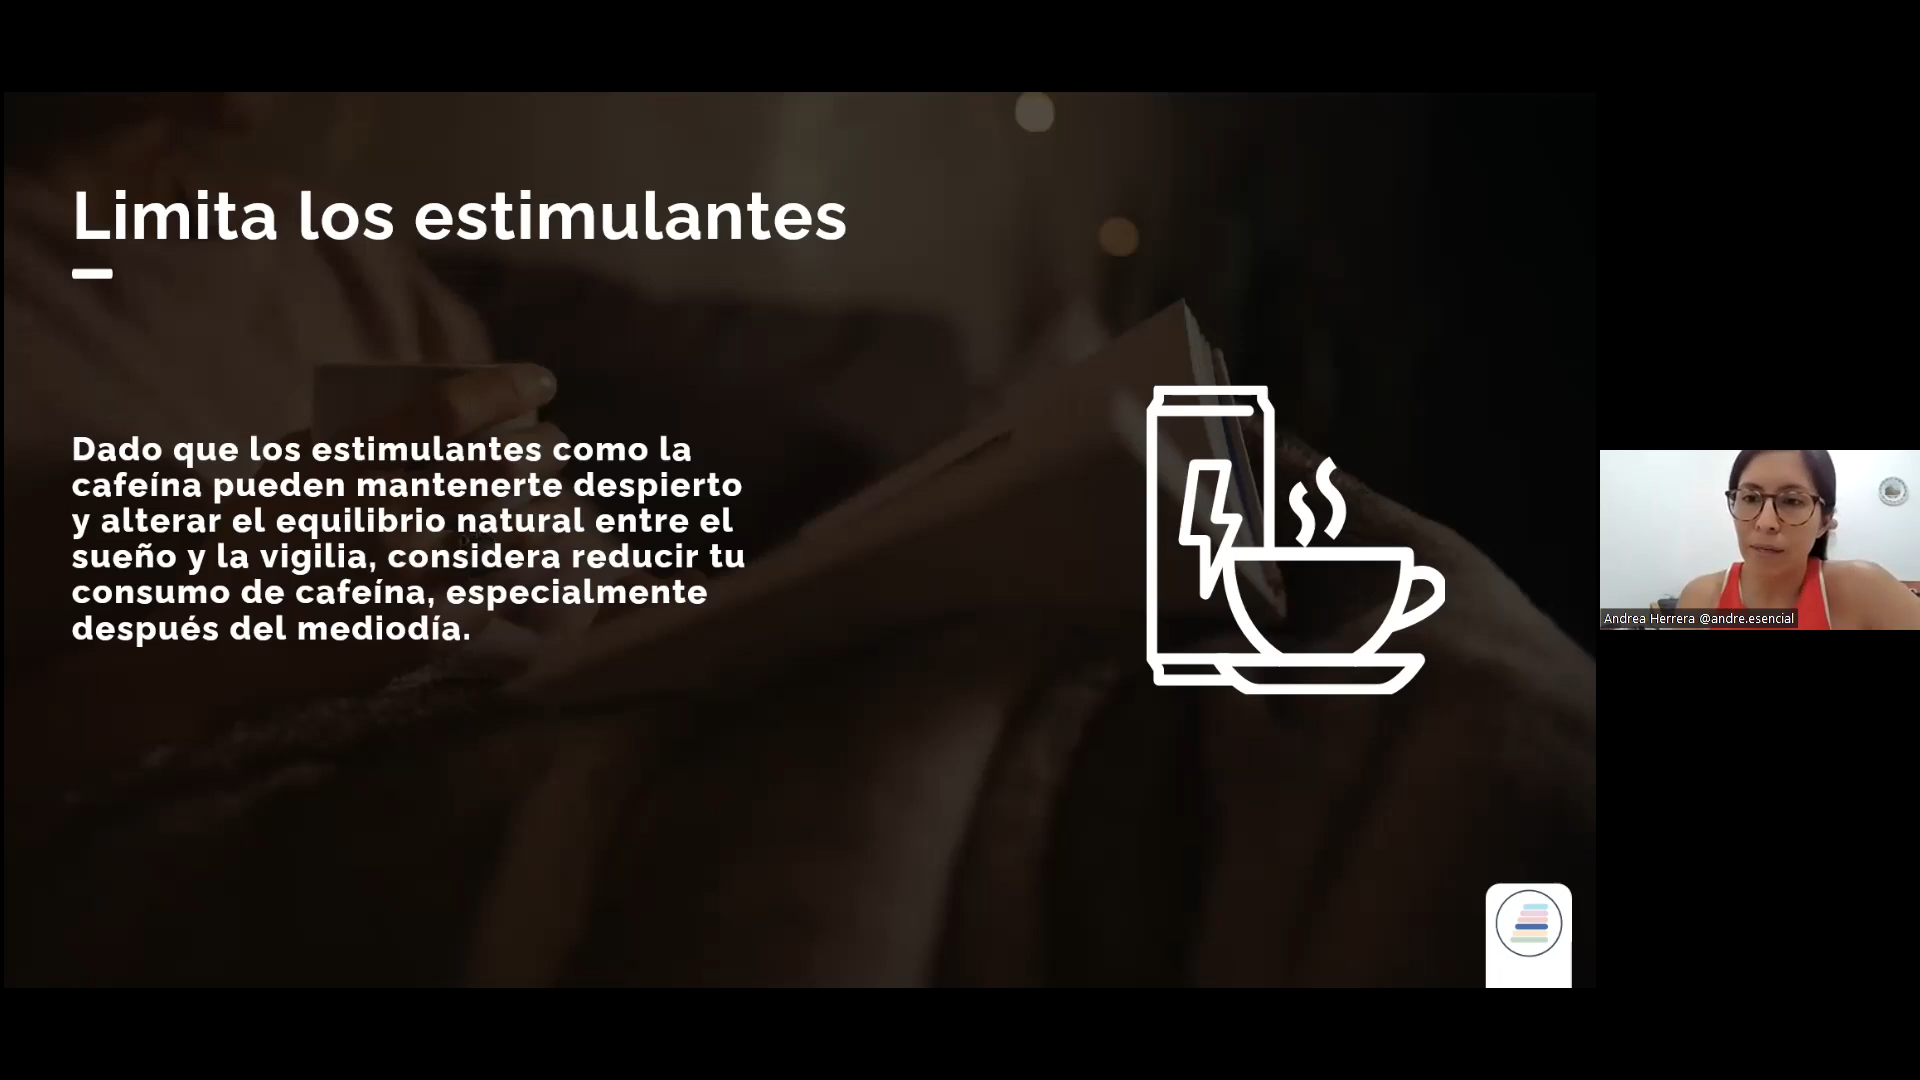 Limita los estimulantes
Dado que los estimulantes como la
cafeína pueden mantenerte despierto
y alterar el equilibrio natural entre el
sueño y la vigilia, considera reducir tu
consumo de cafeína, especialmente
después del mediodía.
Andrea Herrera @andre.esencial